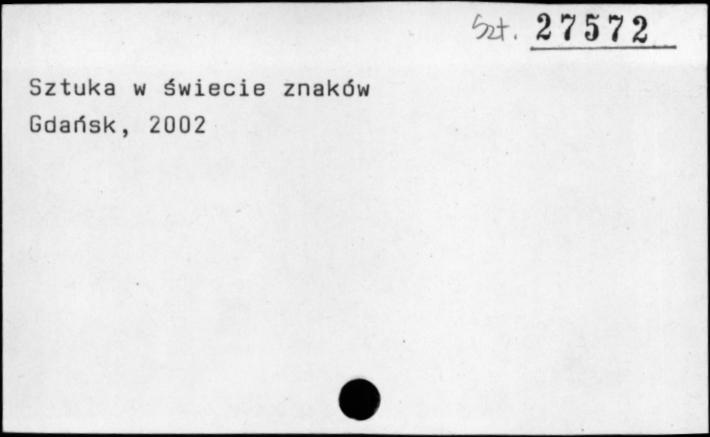 Szt. 27572
Sztuka w świecie znaków
Gdańsk, 2002